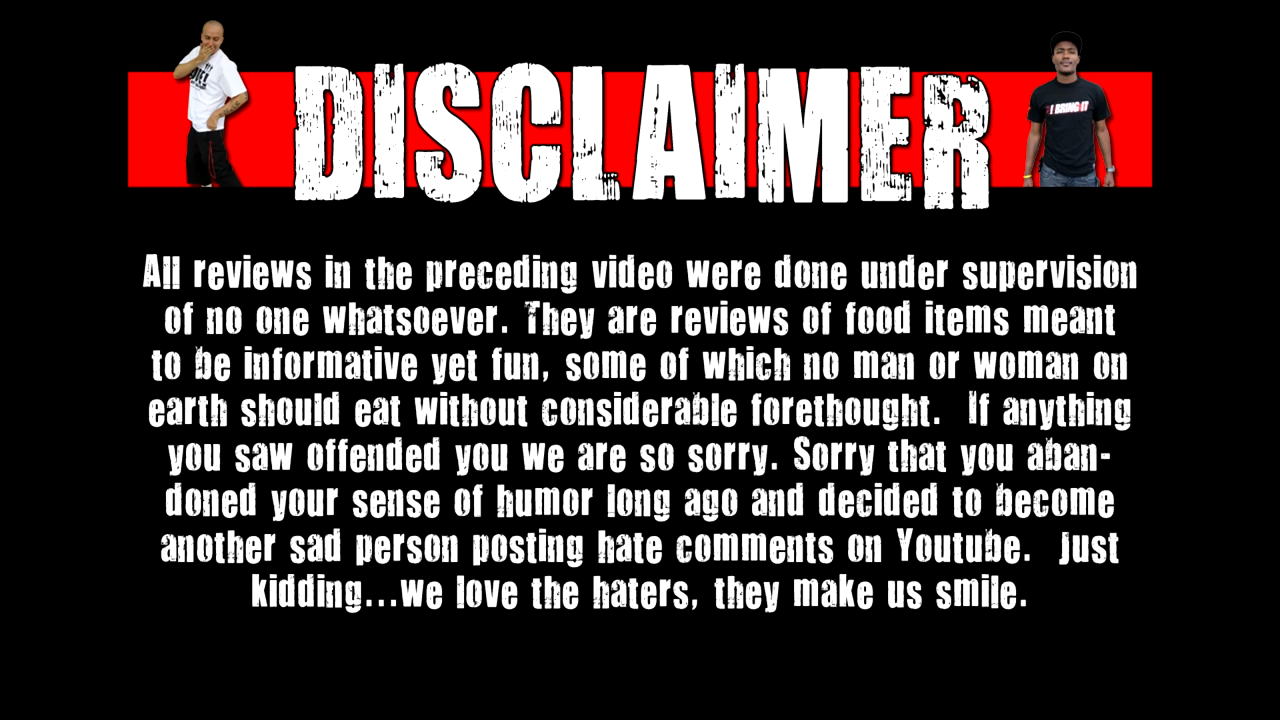 DISCLAIMER
I BRING IT
All reviews in the preceding video were done under supervision
of no one whatsoever. They are reviews of food items meant
to be informative yet fun, some of which no man or woman on
earth should eat without considerable forethought. If anything
you saw offended you we are so sorry. Sorry that you aban-
doned your sense of humor long ago and decided to become
another sad person posting hate comments on Youtube. Just
kidding...we love the haters, they make us smile.